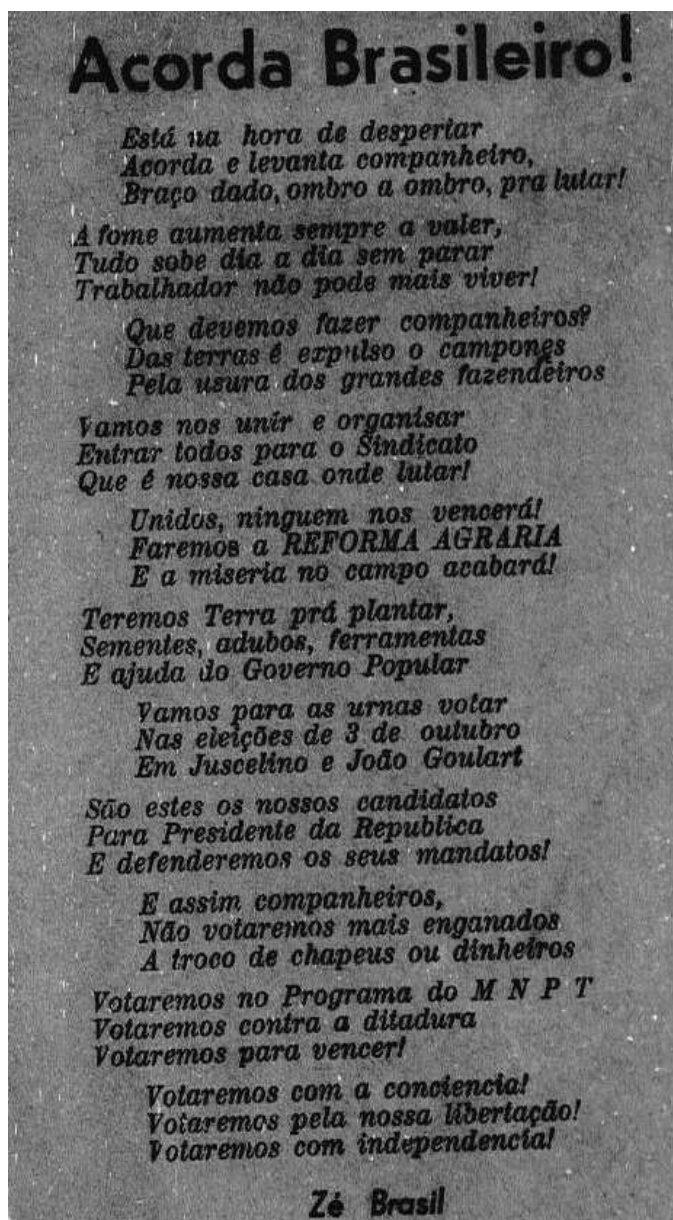 Acorda Brasileiro!
Está na hora de despertar
Acorda e levanta companheiro,
Braço dado, ombro a ombro, pra lutar!
A fome aumenta sempre a valer,
Tudo sobe dia a dia sem parar
Trabalhador não pode mais viver!
Que devemos fazer companheiros?
Das terras é expulso o campones
Pela usura dos grandes fazendeiros
Vamos nos unir e organisar
Entrar todos para o Sindicato
Que é nossa casa onde lutar!
Unidos, ninguem nos vencerá!
Faremos a REFORMA AGRARIA
E a miseria no campo acabará!
Teremos Terra prá plantar,
Sementes, adubos, ferramentas
E ajuda do Governo Popular
Vamos para as urnas votar
Nas eleições de 3 de outubro
Em Juscelino e João Goulart
São estes os nossos candidatos
Para Presidente da Republica
E defenderemos os seus mandatos!
E assim companheiros,
Não votaremos mais enganados
A troco de chapeus ou dinheiros
Votaremos no Programa do M N P T
Votaremos contra a ditadura
Votaremos para vencer!
Votaremos com a conciencia!
Votaremos pela nossa libertação!
Votaremos com independencia!
Zé Brasil